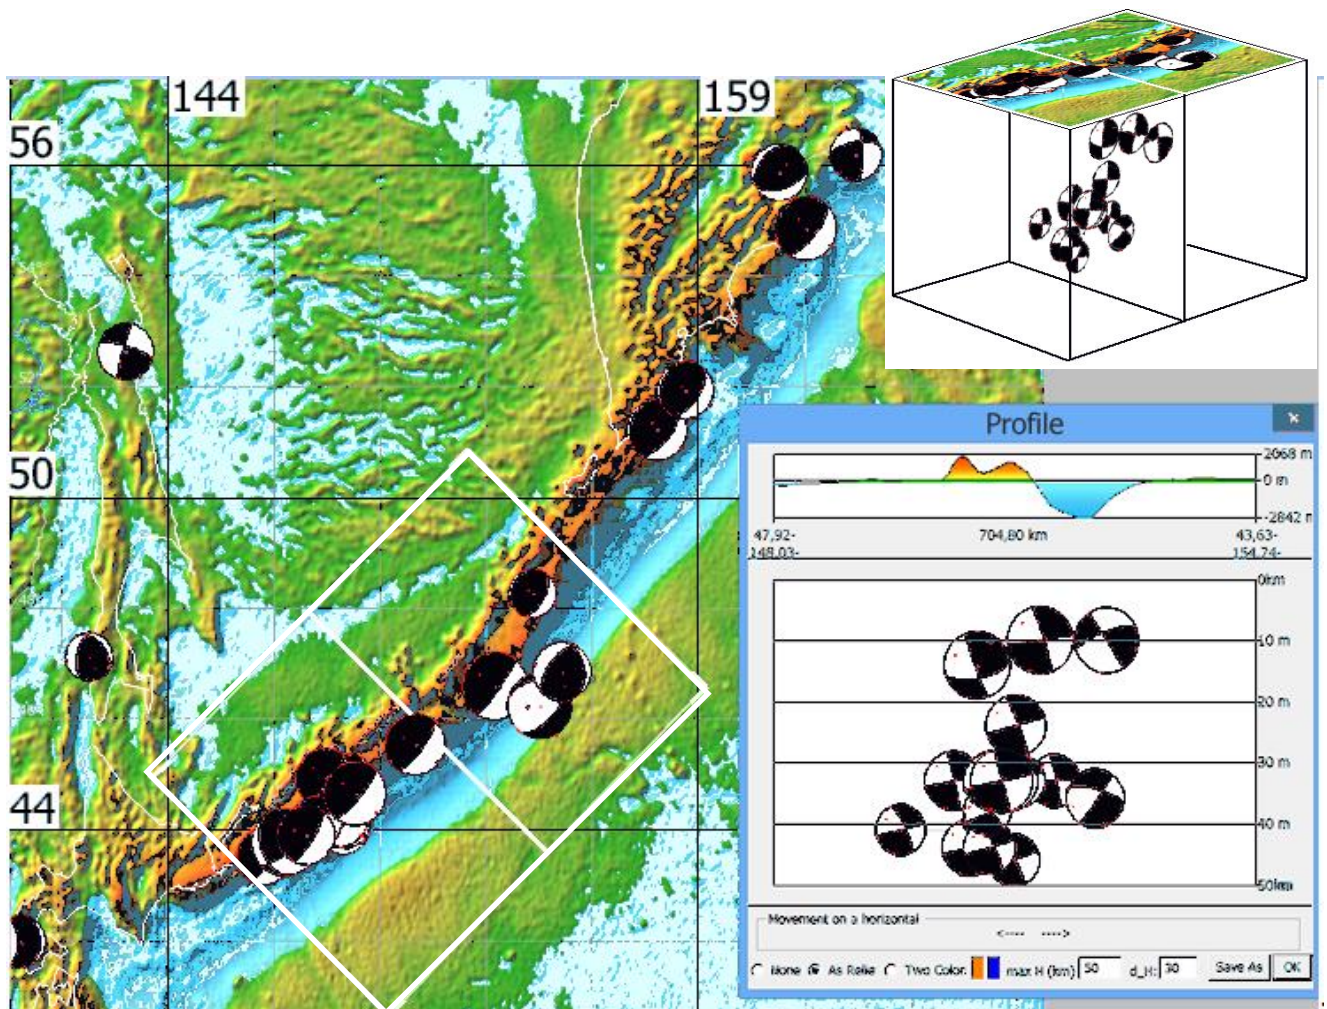 144
159
56
50
44
Profile
2068 m
0 m
-2842 m
47,92- 704,80 km 43,63-
148,03- 154,74-
0km
10 m
20 m
30 m
40 m
50km
Movement on a horizontal
<---- ---->
None As Relie Two Color: max H (km) 50 d_H: 30 Save As OK